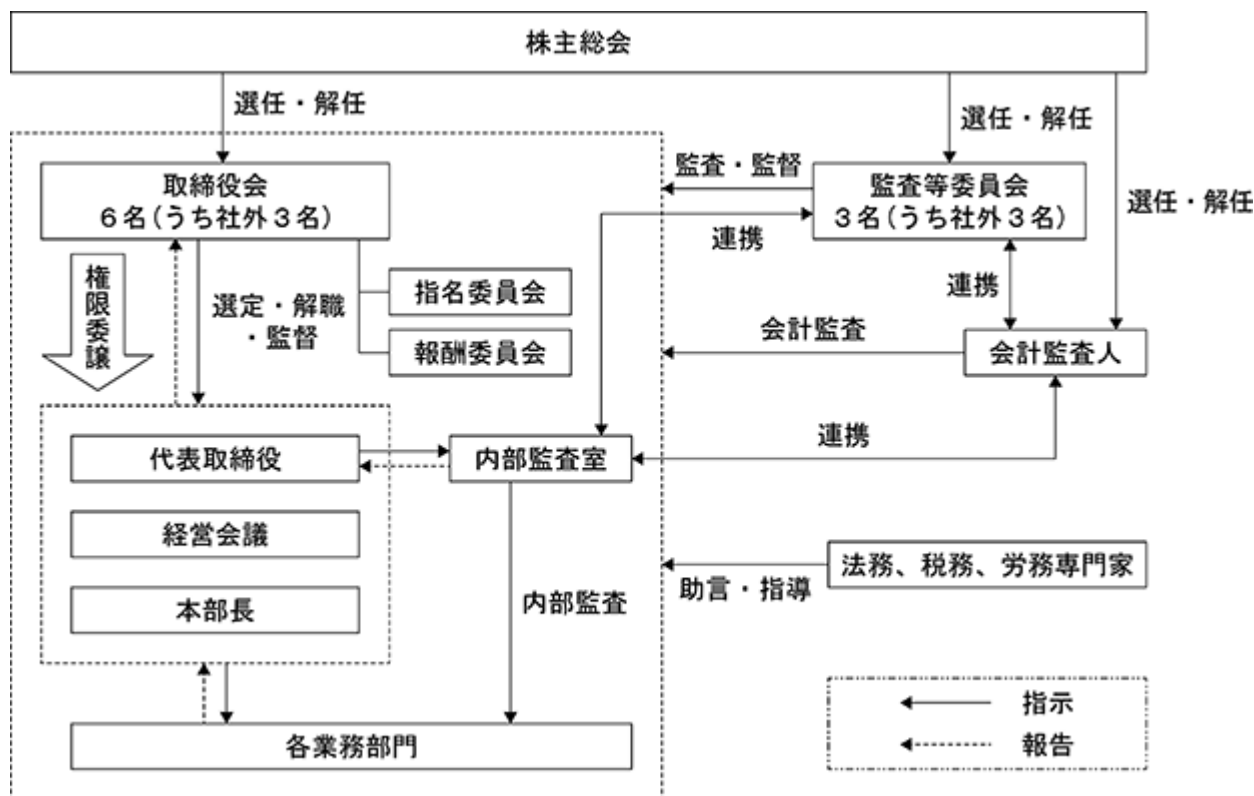 株主総会
選任・解任
選任・解任
選任・解任
取締役会
6名(うち社外3名)
監査・監督
監査等委員会
3名(うち社外3名)
連携
権限委譲
選定・解職
・監督
指名委員会
報酬委員会
連携
会計監査
会計監査人
代表取締役
内部監査室
連携
経営会議
本部長
内部監査
法務、税務、労務専門家
助言・指導
各業務部門
指示
報告